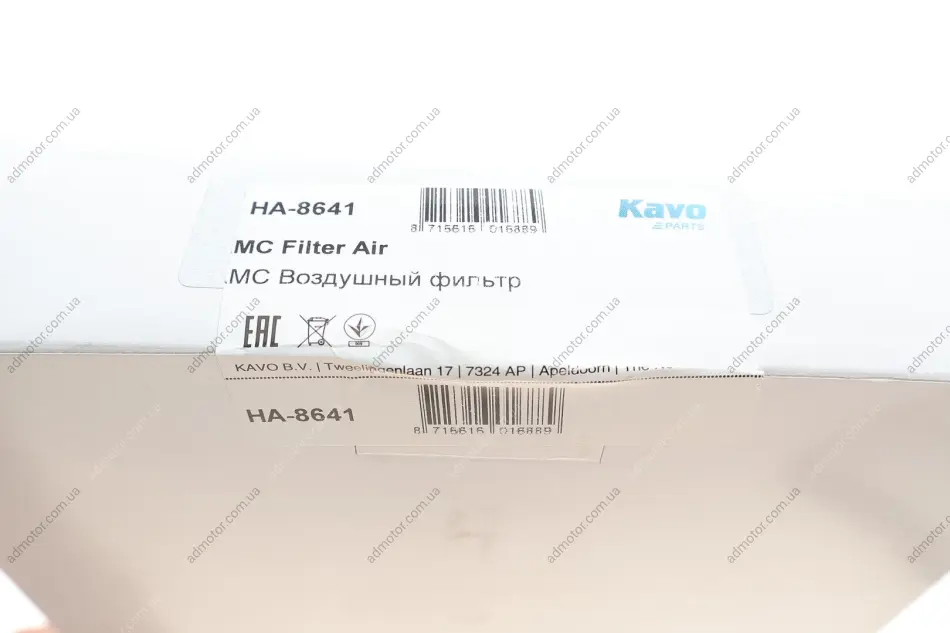 HA-8641
8 715616 016889
Kavo
PARTS
MC Filter Air
MC Воздушный фильтр
EAC
KAVO B.V. | Tweelingenlaan 17 | 7324 AP | Apeldoorn | The
HA-8641
8 715616 016889
admotor.com.ua